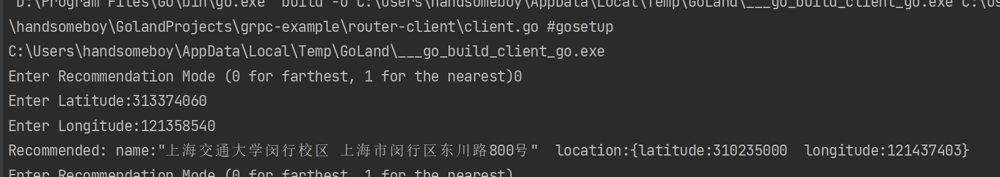 "D:\Program Files\Go\bin\go.exe" build -o C:\Users\handsomeboy\AppData\Local\Temp\GoLand\___go_build_client_go.exe C:\Us
\handsomeboy\GolandProjects\grpc-example\router-client\client.go #gosetup
C:\Users\handsomeboy\AppData\Local\Temp\GoLand\___go_build_client_go.exe
Enter Recommendation Mode (0 for farthest, 1 for the nearest)0
Enter Latitude:313374060
Enter Longitude:121358540
Recommended: name:"上海交通大学闵行校区 上海市闵行区东川路800号"  location:{latitude:310235000  longitude:121437403}
Enter Recommendation Mode (0 for farthest, 1 for the nearest)